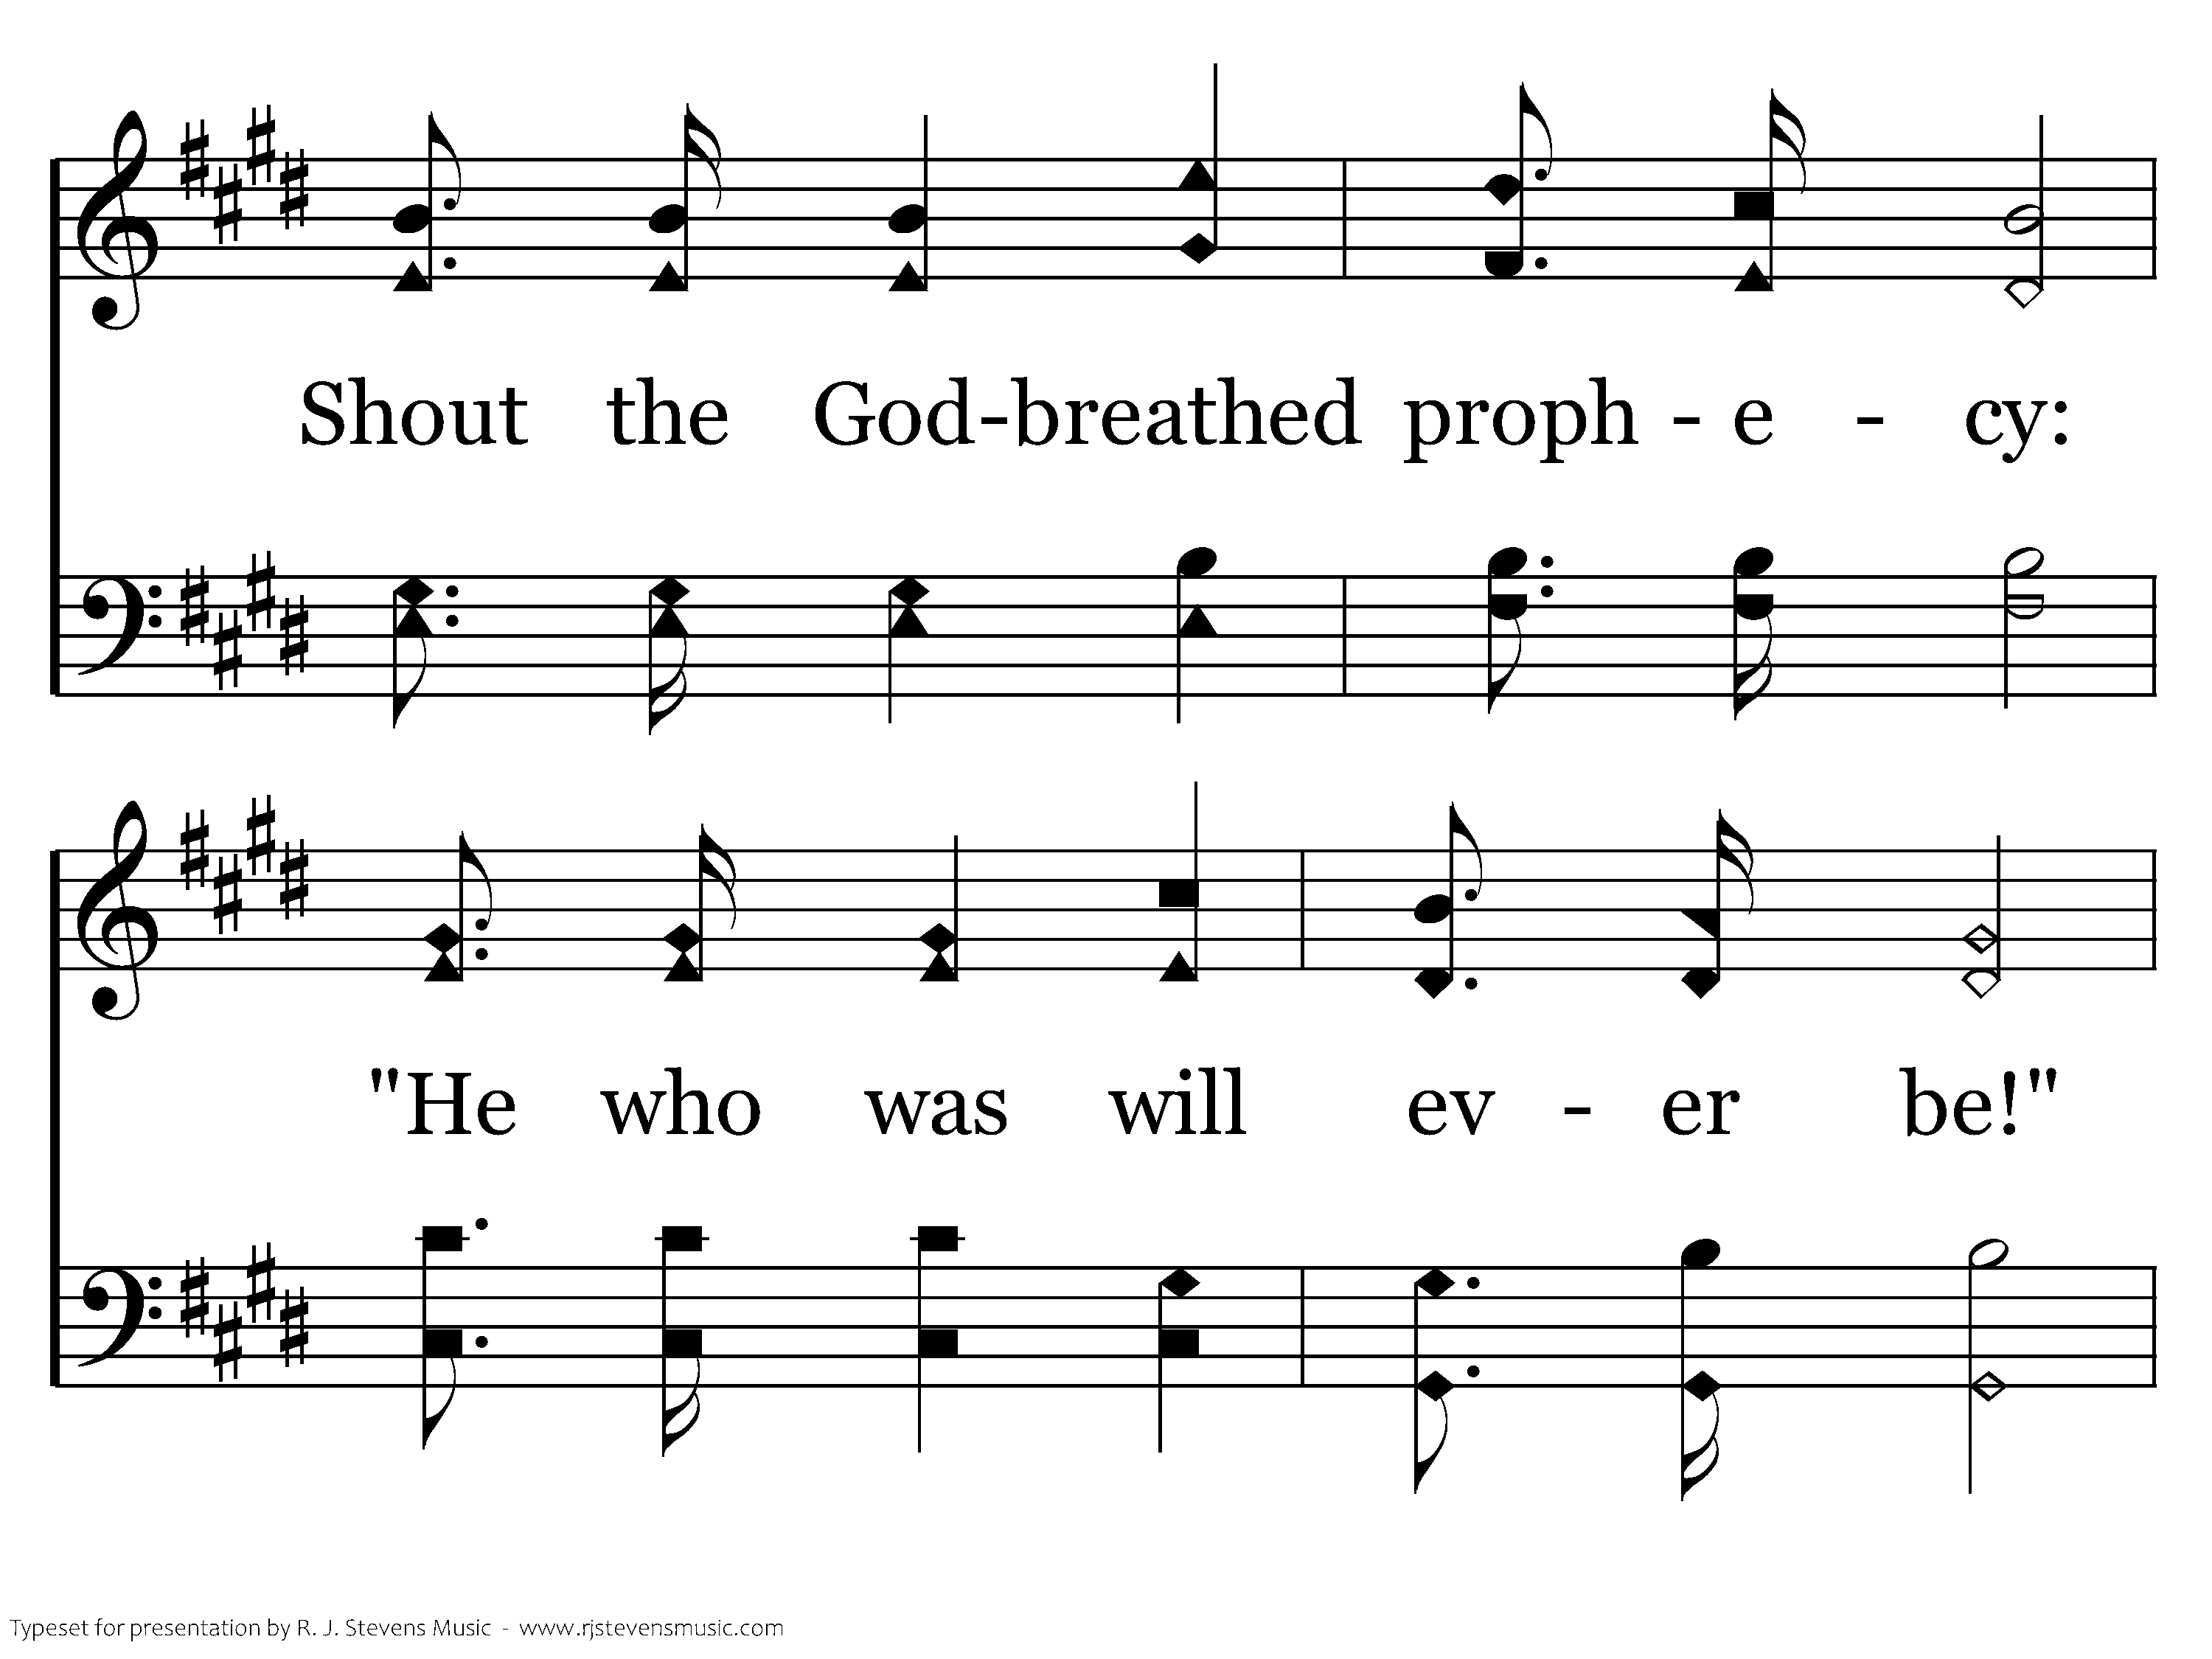 Shout the God-breathed proph - e - cy:
"He who was will ev - er be!"
Typeset for presentation by R. J. Stevens Music - www.rjstevensmusic.com